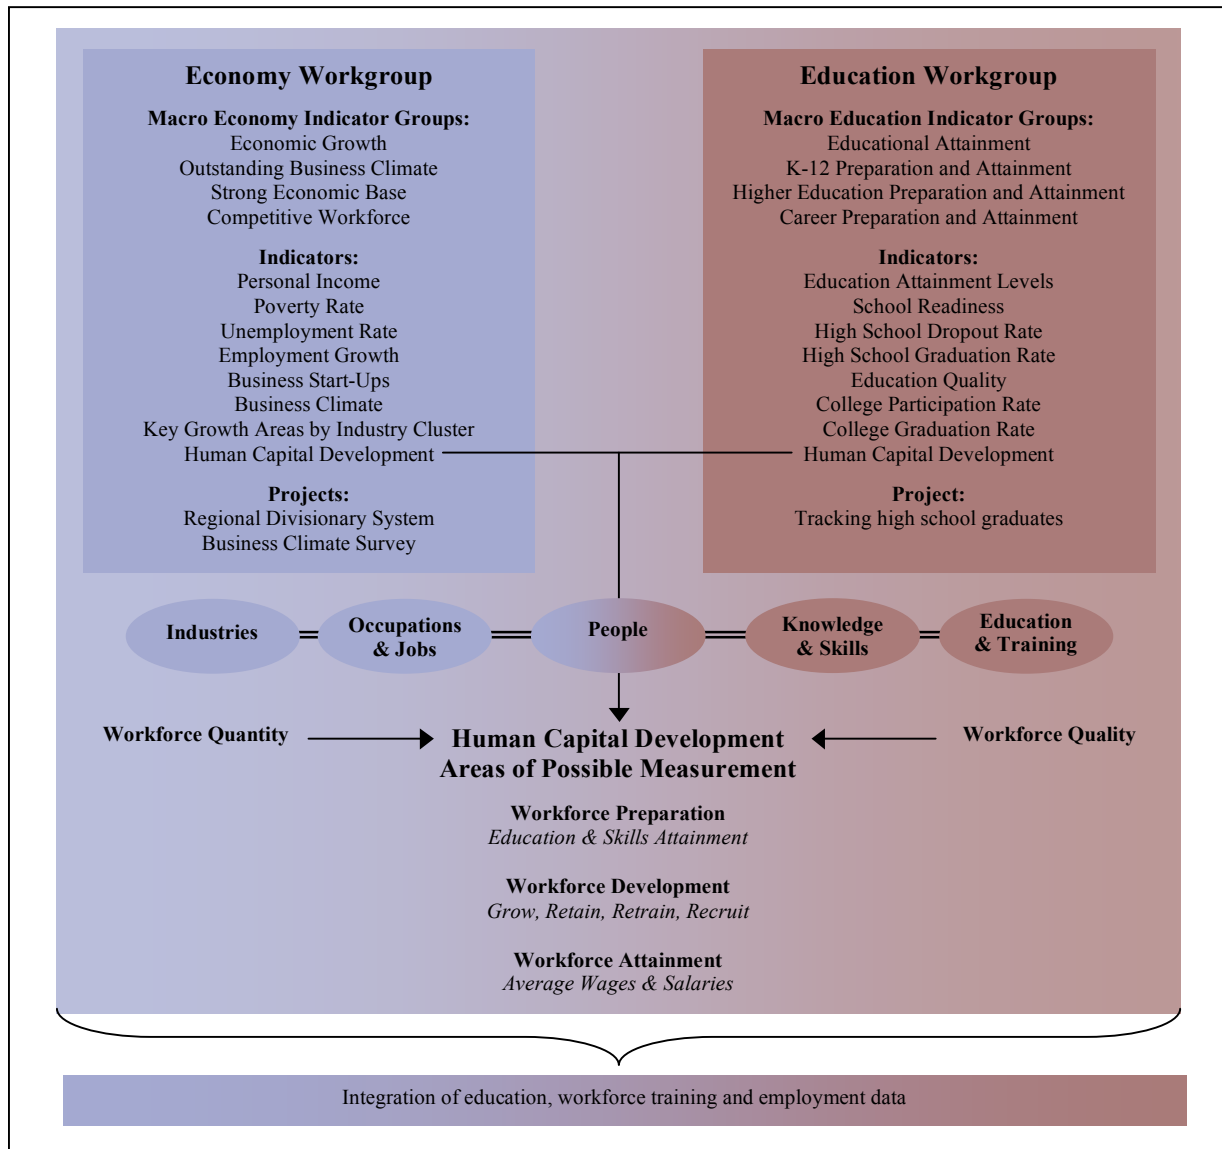 Economy Workgroup
Macro Economy Indicator Groups:
Economic Growth
Outstanding Business Climate
Strong Economic Base
Competitive Workforce
Indicators:
Personal Income
Poverty Rate
Unemployment Rate
Employment Growth
Business Start-Ups
Business Climate
Key Growth Areas by Industry Cluster
Human Capital Development
Projects:
Regional Divisionary System
Business Climate Survey
Education Workgroup
Macro Education Indicator Groups:
Educational Attainment
K-12 Preparation and Attainment
Higher Education Preparation and Attainment
Career Preparation and Attainment
Indicators:
Education Attainment Levels
School Readiness
High School Dropout Rate
High School Graduation Rate
Education Quality
College Participation Rate
College Graduation Rate
Human Capital Development
Project:
Tracking high school graduates
Industries
Occupations
& Jobs
People
Knowledge
& Skills
Education
& Training
Workforce Quantity
Human Capital Development
Areas of Possible Measurement
Workforce Quality
Workforce Preparation
Education & Skills Attainment
Workforce Development
Grow, Retain, Retrain, Recruit
Workforce Attainment
Average Wages & Salaries
Integration of education, workforce training and employment data